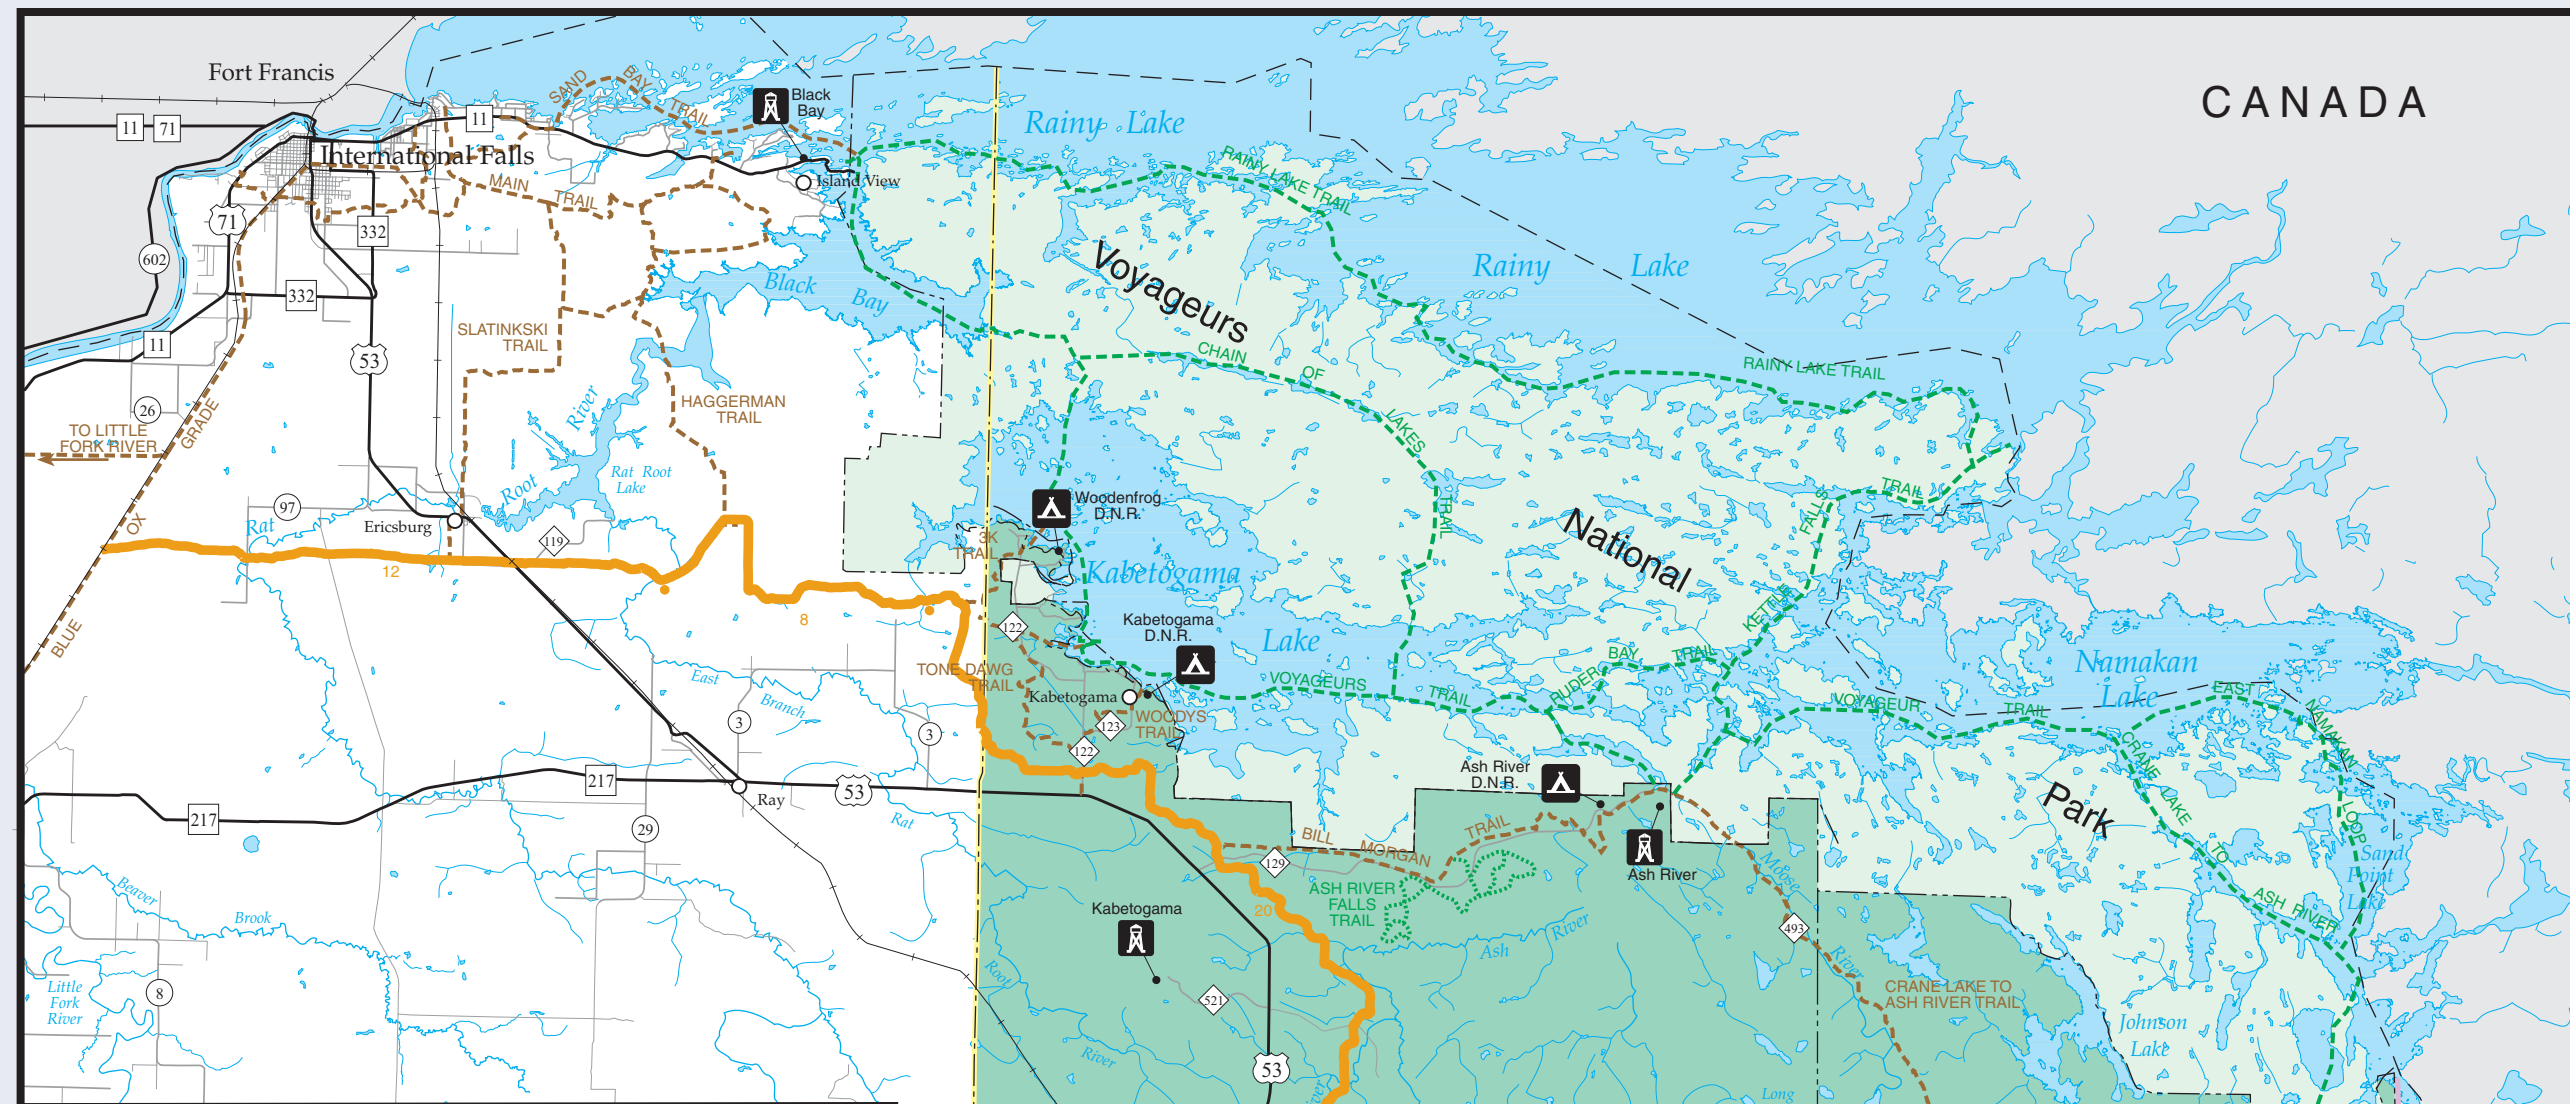 Fort Francis
CANADA
11
71
11
International Falls
SAND
BAY
TRAIL
Black
Bay
Island View
Rainy Lake
RAINY LAKE TRAIL
MAIN
TRAIL
71
332
602
332
11
53
26
Black
Bay
Voyageurs
Rainy
Lake
SLATINKSKI
TRAIL
HAGGERMAN
TRAIL
CHAIN
OF
LAKES
TRAIL
RAINY LAKE TRAIL
TO LITTLE
FORK RIVER
BLUE
OX
GRADE
97
Rat
Root
River
Rat Root
Lake
Ericsburg
119
12
8
Woodenfrog
D.N.R.
3K
TRAIL
Kabetogama
Lake
Kabetogama
D.N.R.
122
TONE DAWG
TRAIL
Kabetogama
WOODYS
TRAIL
123
122
National
KETTLE
FALLS
TRAIL
RUDER
BAY
TRAIL
VOYAGEURS
TRAIL
VOYAGEUR
TRAIL
Namakan
Lake
EAST
NAMAKAN
LOOP
CRANE
LAKE
TO
ASH RIVER
Park
Sand
Point
Lake
East
Branch
Rat
3
3
217
217
53
Ray
29
Ash River
D.N.R.
Ash River
BILL
MORGAN
TRAIL
129
ASH RIVER
FALLS
TRAIL
20
Ash
River
Moose
River
493
CRANE LAKE TO
ASH RIVER TRAIL
Kabetogama
521
53
Root
River
Beaver
Brook
Little
Fork
River
8
Johnson
Lake
Long